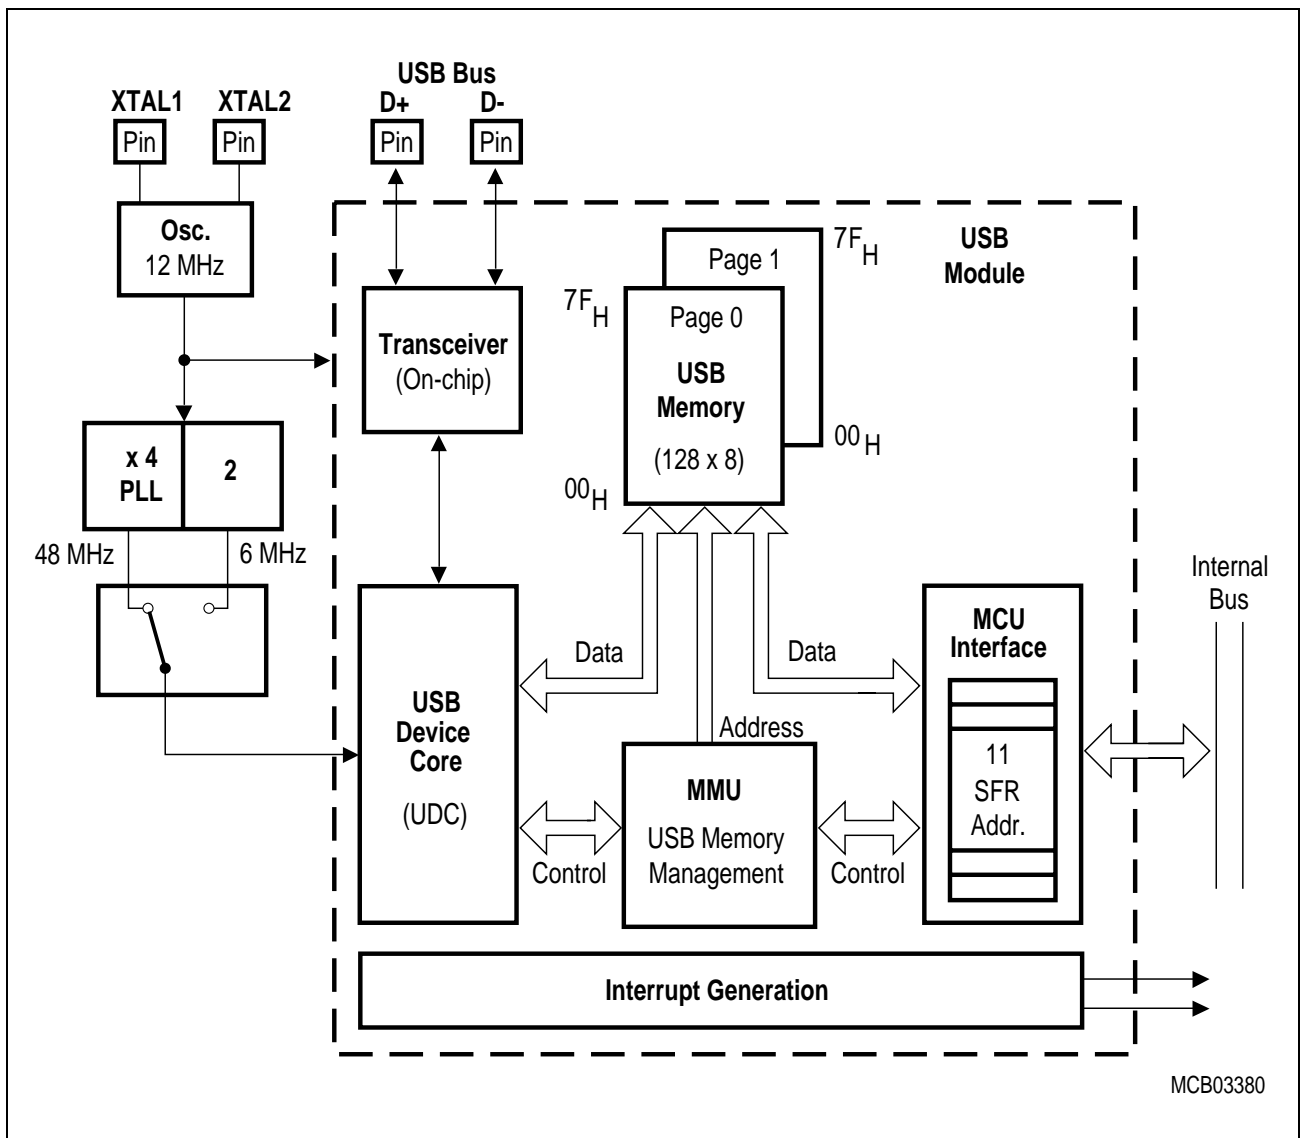 USB Bus
XTAL1 XTAL2 D+ D-
Pin Pin Pin Pin
Osc.
12 MHz
USB
Module
Page 1
7FH
7FH
Page 0
Transceiver
(On-chip)
USB
Memory
(128 x 8)
00H
00H
x 4
PLL
2
48 MHz
6 MHz
Internal
Bus
MCU
Interface
Data
Data
USB
Device
Core
(UDC)
Address
11
SFR
Addr.
MMU
USB Memory
Management
Control
Control
Interrupt Generation
MCB03380